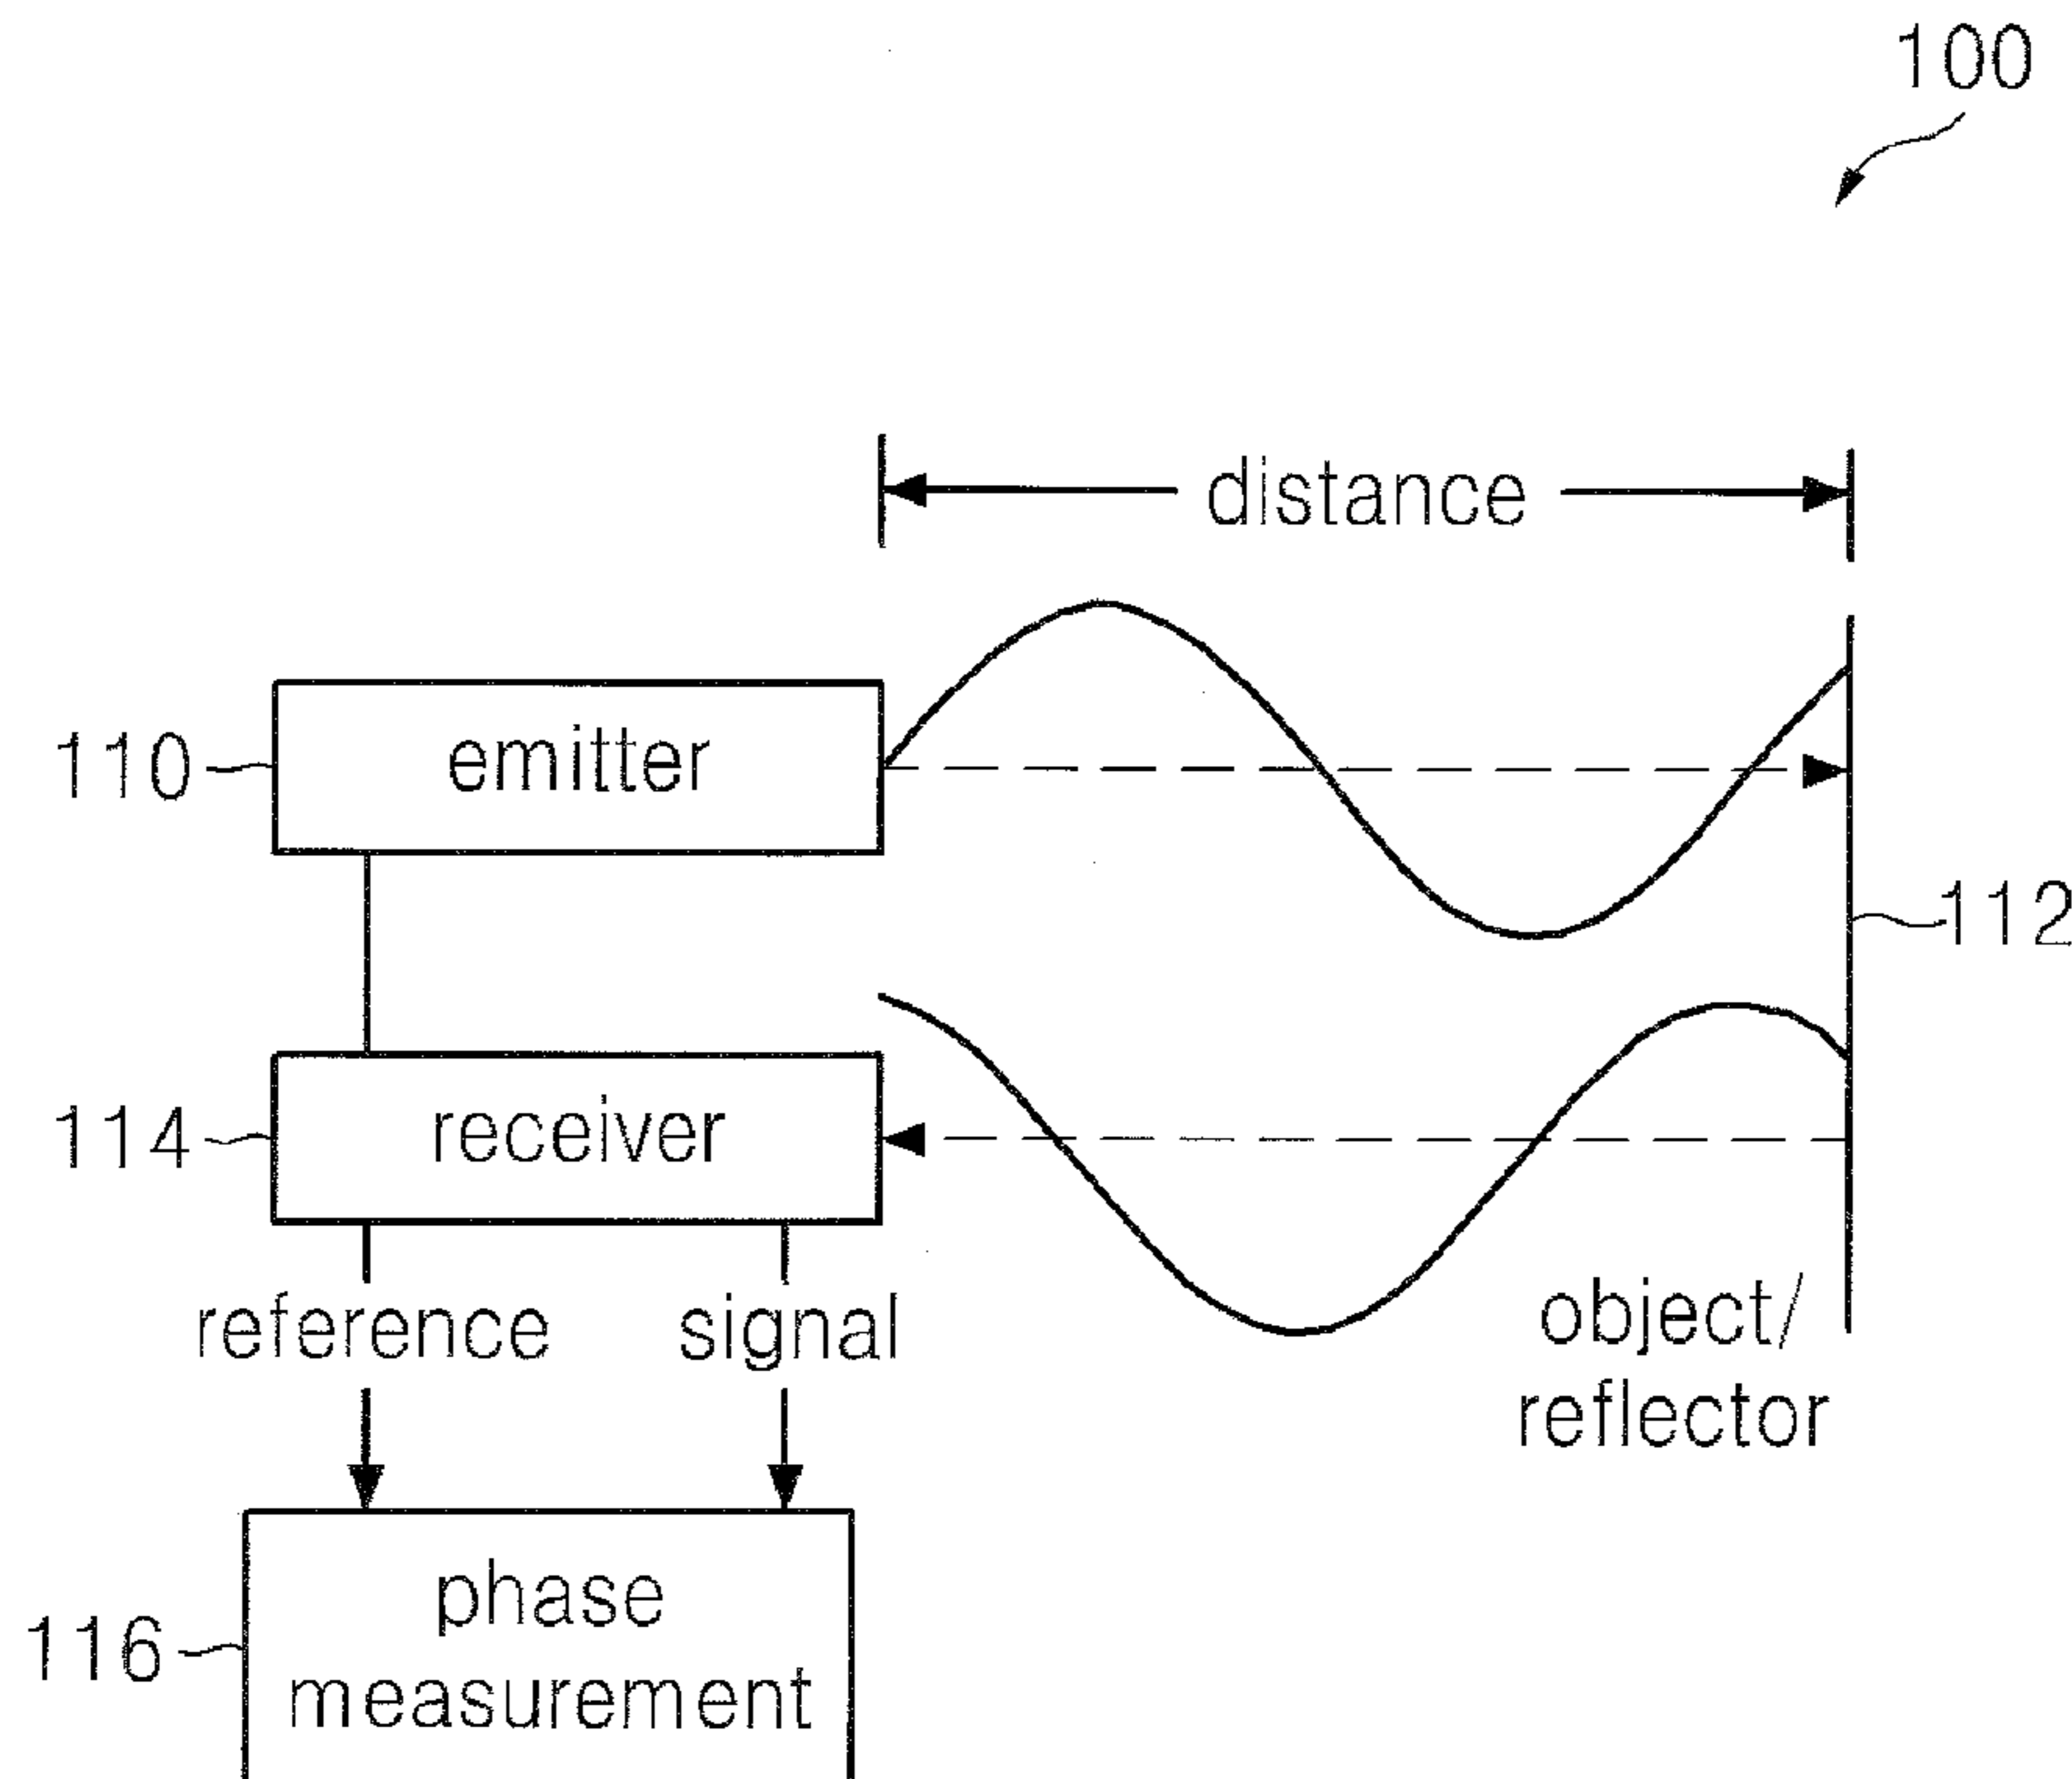 100
distance
110
emitter
112
114
receiver
reference
signal
object/
reflector
116
phase
measurement